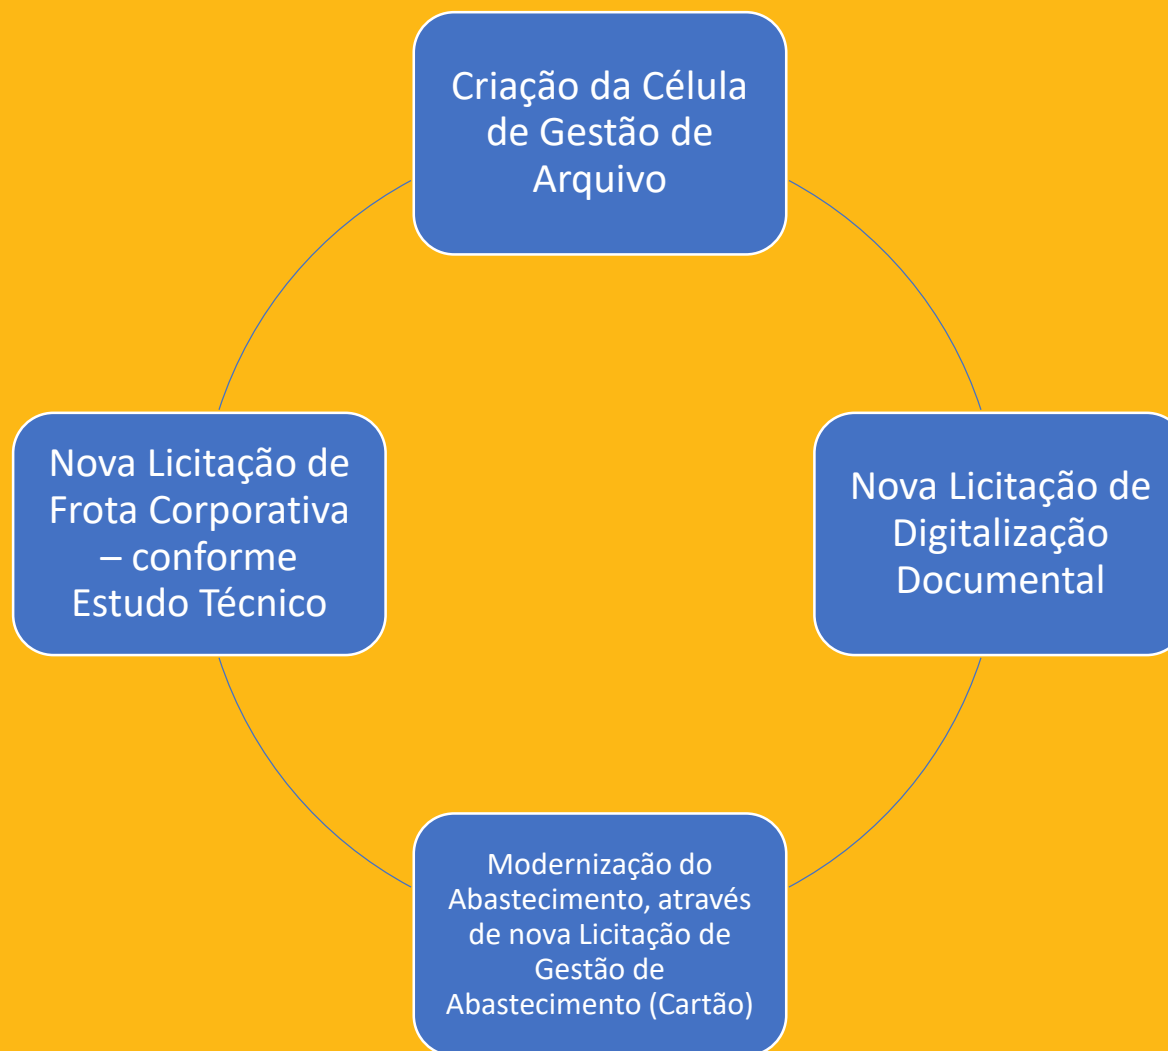 Criação da Célula
de Gestão de
Arquivo
Nova Licitação de
Frota Corporativa
– conforme
Estudo Técnico
Nova Licitação de
Digitalização
Documental
Modernização do
Abastecimento, através
de nova Licitação de
Gestão de
Abastecimento (Cartão)